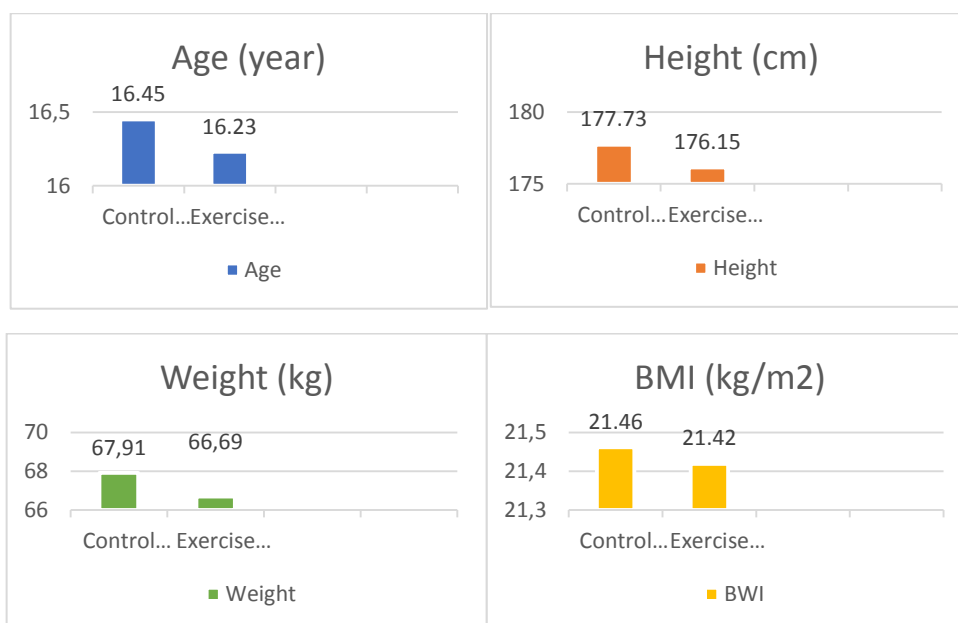 Age (year)
16.45
16,5
16.23
16
Control... Exercise...
Age
Height (cm)
180
177.73
176.15
175
Control... Exercise...
Height
Weight (kg)
70
67,91
66,69
68
66
Control... Exercise...
Weight
BMI (kg/m2)
21.46
21.42
21,5
21,4
21,3
Control... Exercise...
BWI